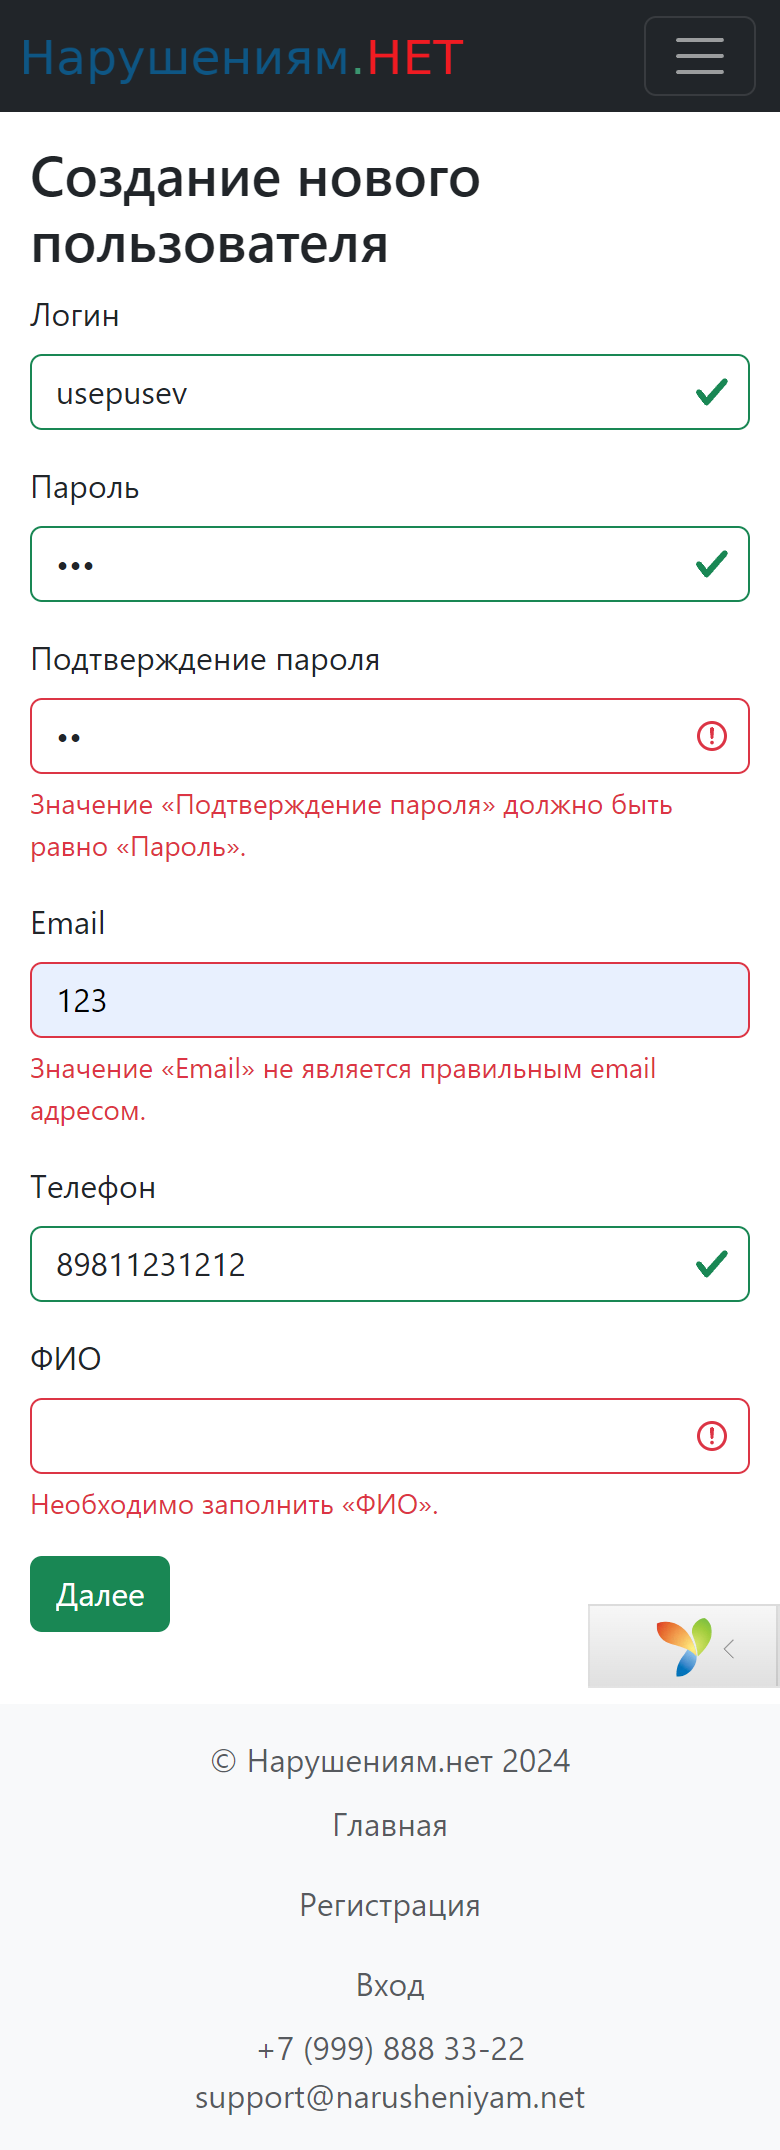 Нарушениям.НЕТ
Создание нового
пользователя
Логин
usepusev
Пароль
•••
Подтверждение пароля
••
Значение «Подтверждение пароля» должно быть
равно «Пароль».
Email
123
Значение «Email» не является правильным email
адресом.
Телефон
89811231212
ФИО
Необходимо заполнить «ФИО».
Далее
© Нарушениям.нет 2024
Главная
Регистрация
Вход
+7 (999) 888 33-22
support@narusheniyam.net